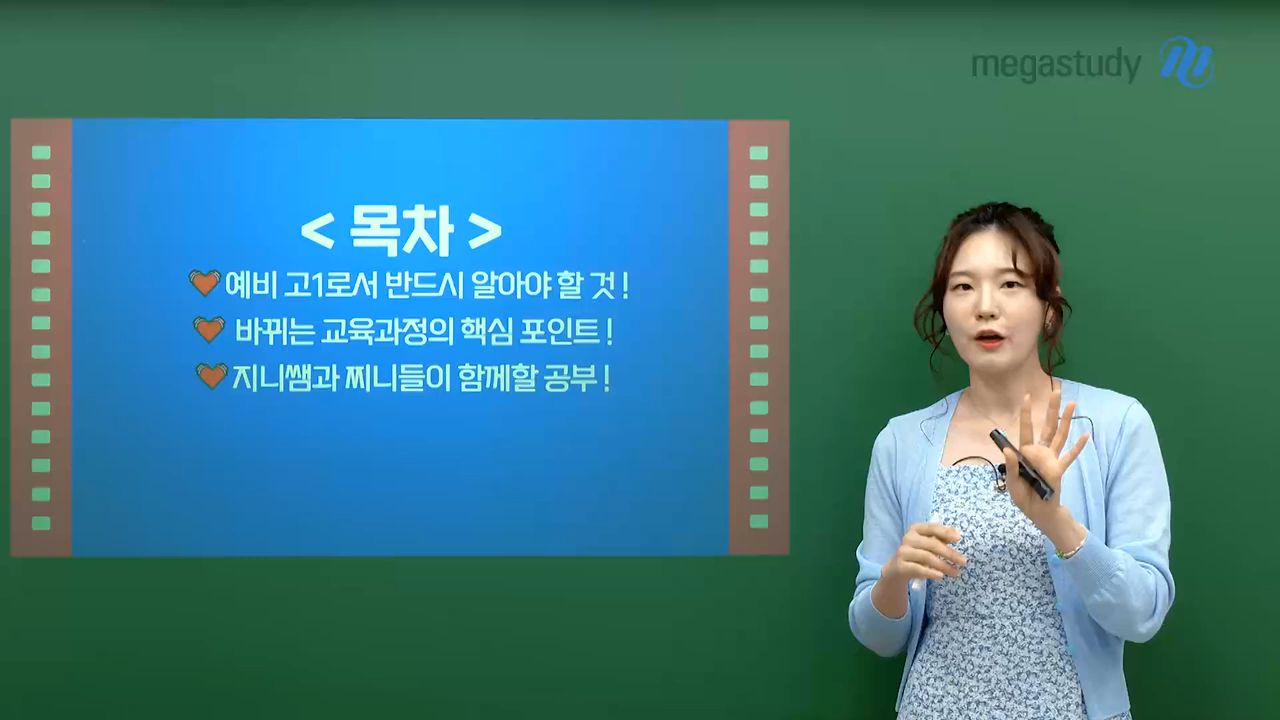 megastudy
< 목차 >
예비 고1로서 반드시 알아야 할 것 !
바뀌는 교육과정의 핵심 포인트 !
지니쌤과 찌니들이 함께할 공부 !